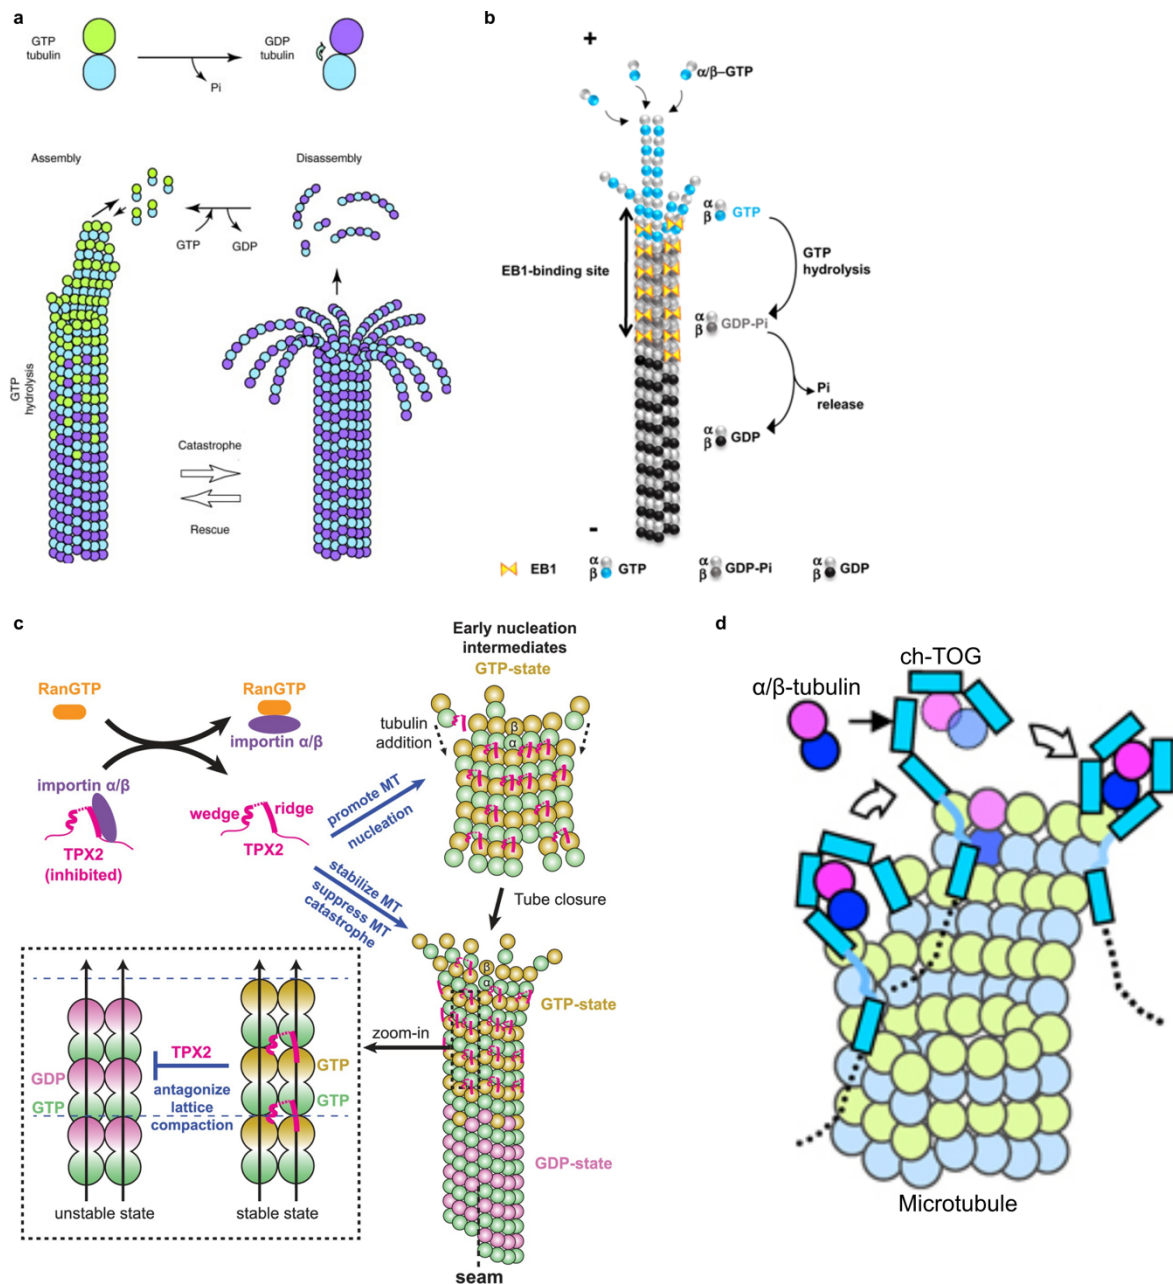 a
GTP
tubulin
GDP
tubulin
Pi
Assembly
Disassembly
GTP
GDP
GTP
hydrolysis
Catastrophe
Rescue
b
+
α/β–GTP
α
β
GTP
EB1-binding site
GTP
hydrolysis
α
β
GDP-Pi
Pi
release
α
β
GDP
-
EB1
α
β
GTP
α
β
GDP-Pi
α
β
GDP
c
Early nucleation
intermediates
GTP-state
RanGTP
RanGTP
importin α/β
tubulin
addition
β
α
importin α/β
wedge
ridge
TPX2
(inhibited)
TPX2
promote MT
nucleation
stabilize MT
suppress MT
catastrophe
Tube closure
β
α
GTP-state
zoom-in
TPX2
GDP
GTP
antagonize
lattice
compaction
GTP
GTP
GDP-state
unstable state
stable state
seam
d
ch-TOG
α/β-tubulin
Microtubule